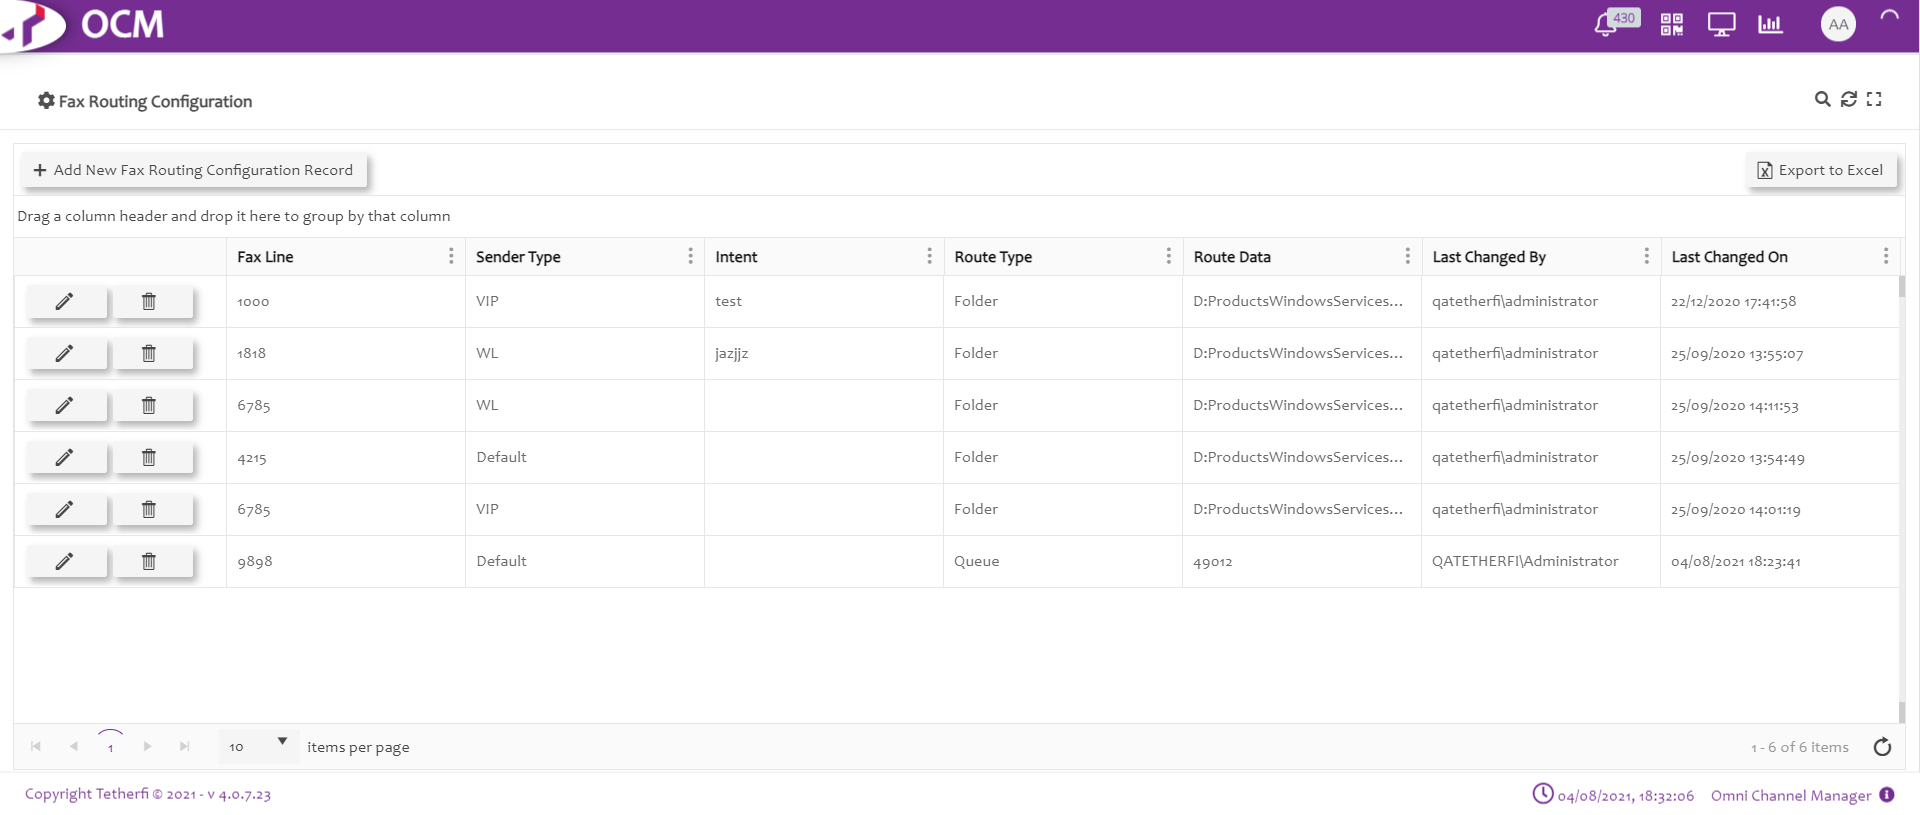 OCM
430
AA
Fax Routing Configuration
Add New Fax Routing Configuration Record
Export to Excel
Drag a column header and drop it here to group by that column
Fax Line Sender Type Intent Route Type Route Data Last Changed By Last Changed On
1000 VIP test Folder D:ProductsWindowsServices... qatetherfi\administrator 22/12/2020 17:41:58
1818 WL jazjjz Folder D:ProductsWindowsServices... qatetherfi\administrator 25/09/2020 13:55:07
6785 WL Folder D:ProductsWindowsServices... qatetherfi\administrator 25/09/2020 14:11:53
4215 Default Folder D:ProductsWindowsServices... qatetherfi\administrator 25/09/2020 13:54:49
6785 VIP Folder D:ProductsWindowsServices... qatetherfi\administrator 25/09/2020 14:01:19
9898 Default Queue 49012 QATETHERFI\Administrator 04/08/2021 18:23:41
1 10 items per page 1 - 6 of 6 items
Copyright Tetherfi © 2021 - v 4.0.7.23 04/08/2021, 18:32:06 Omni Channel Manager